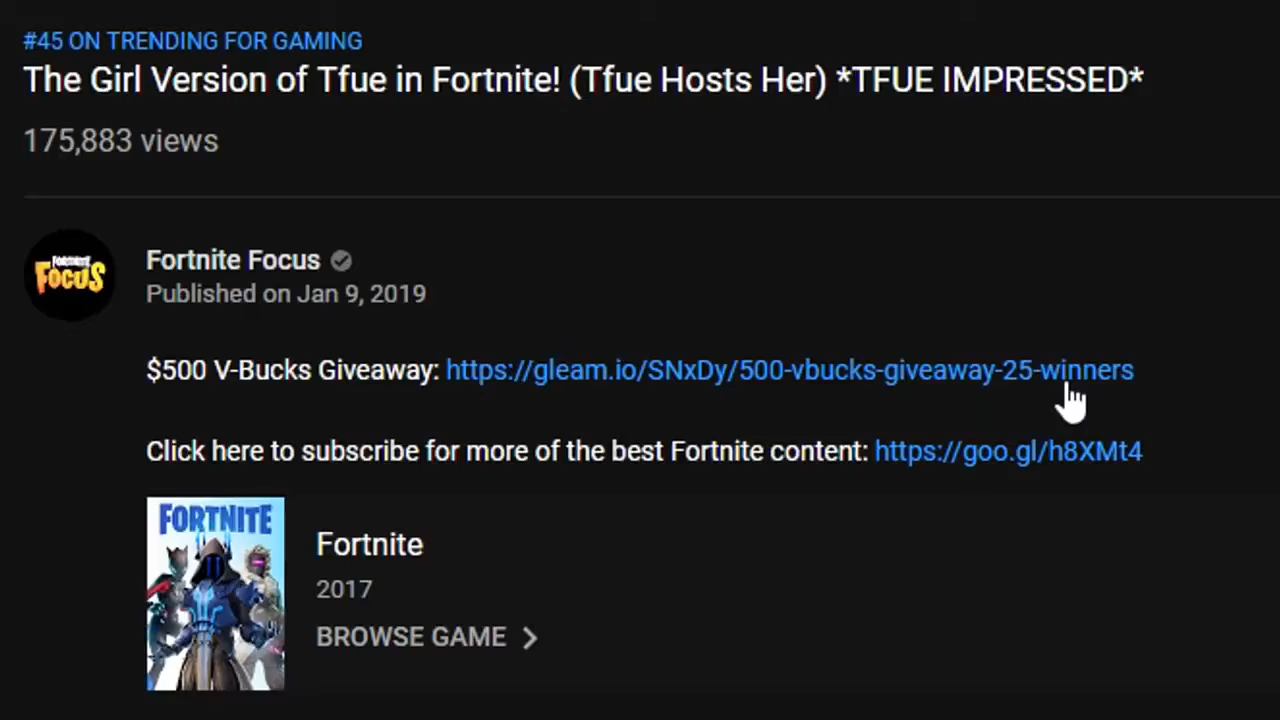 #45 ON TRENDING FOR GAMING
The Girl Version of Tfue in Fortnite! (Tfue Hosts Her) *TFUE IMPRESSED*
175,883 views
FORTNITE
FOCUS
Fortnite Focus
Published on Jan 9, 2019
$500 V-Bucks Giveaway: https://gleam.io/SNxDy/500-vbucks-giveaway-25-winners
Click here to subscribe for more of the best Fortnite content: https://goo.gl/h8XMt4
FORTNITE
Fortnite
2017
BROWSE GAME